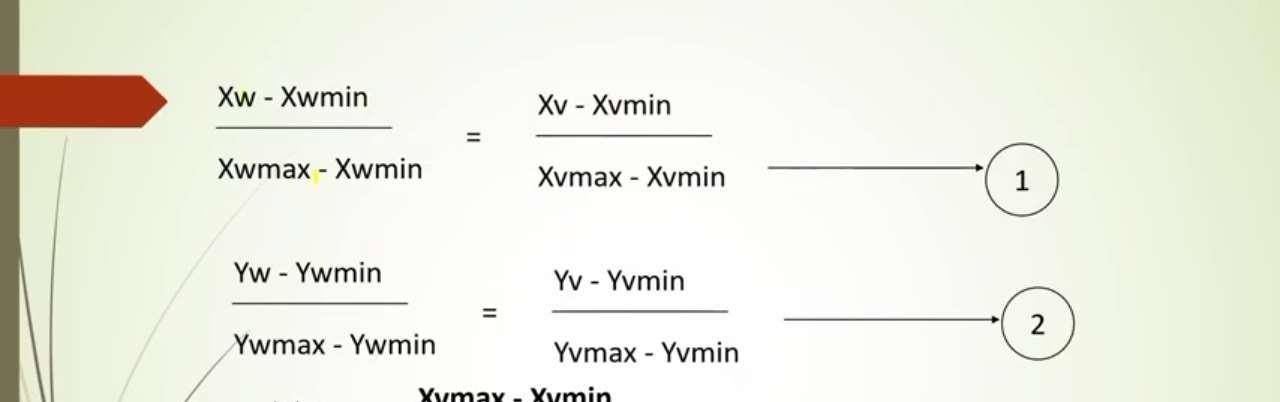 Xw - Xwmin
Xv - Xvmin
=
Xwmax - Xwmin
Xvmax - Xvmin
1
Yw - Ywmin
Yv - Yvmin
=
Ywmax - Ywmin
Yvmax - Yvmin
2
Xvmax - Xvmin